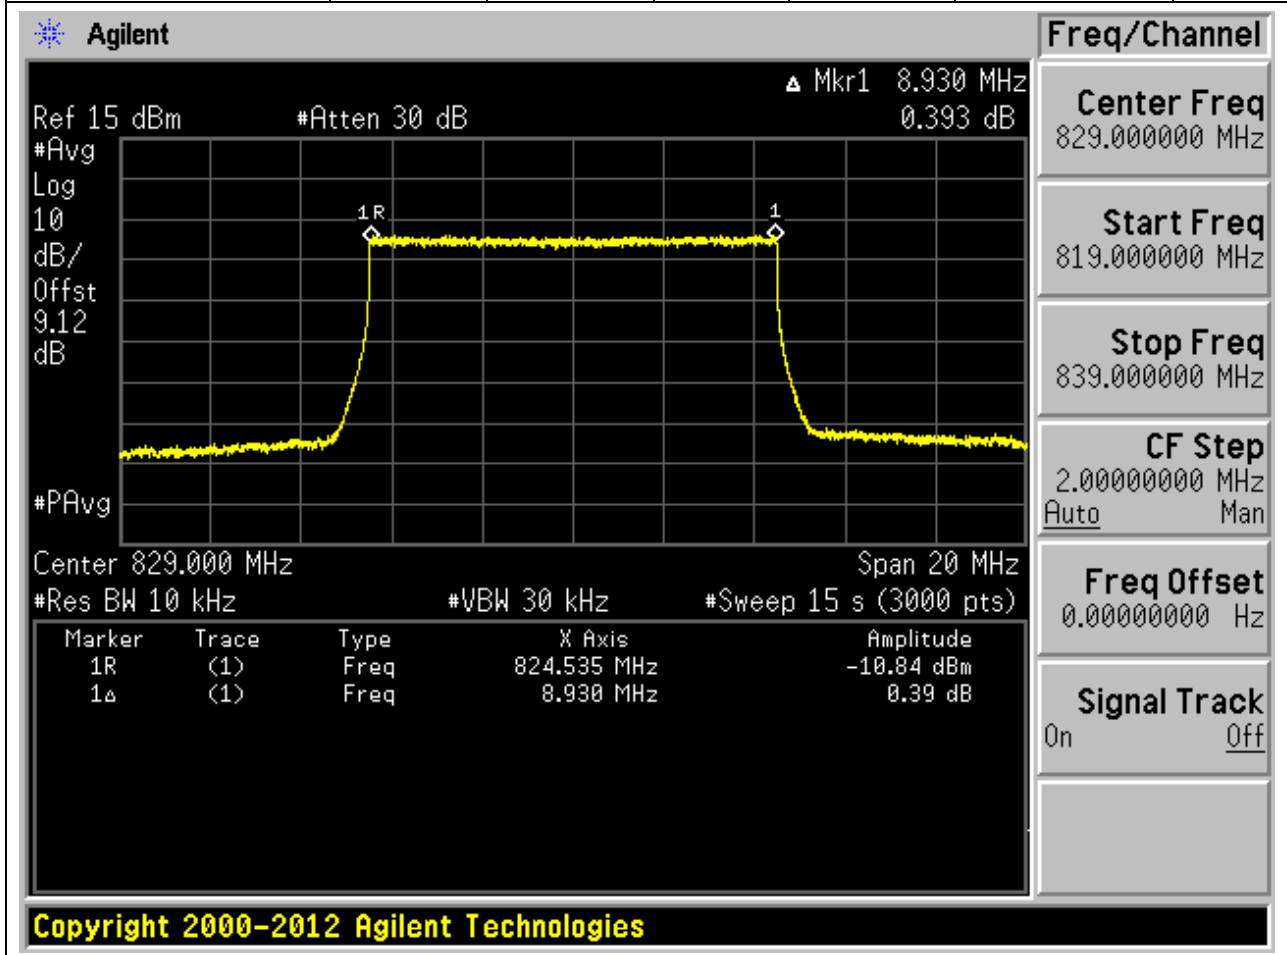 Agilent
Freq/Channel
Δ Mkr1 8.930 MHz
Ref 15 dBm #Atten 30 dB 0.393 dB
#Avg
Log
10
dB/
Offst
9.12
dB
1R
1
#PAvg
Center 829.000 MHz Span 20 MHz
#Res BW 10 kHz #VBW 30 kHz #Sweep 15 s (3000 pts)
Marker Trace Type X Axis Amplitude
1R (1) Freq 824.535 MHz -10.84 dBm
1Δ (1) Freq 8.930 MHz 0.39 dB
Center Freq
829.000000 MHz
Start Freq
819.000000 MHz
Stop Freq
839.000000 MHz
CF Step
2.00000000 MHz
Auto Man
Freq Offset
0.00000000 Hz
Signal Track
On Off
Copyright 2000-2012 Agilent Technologies